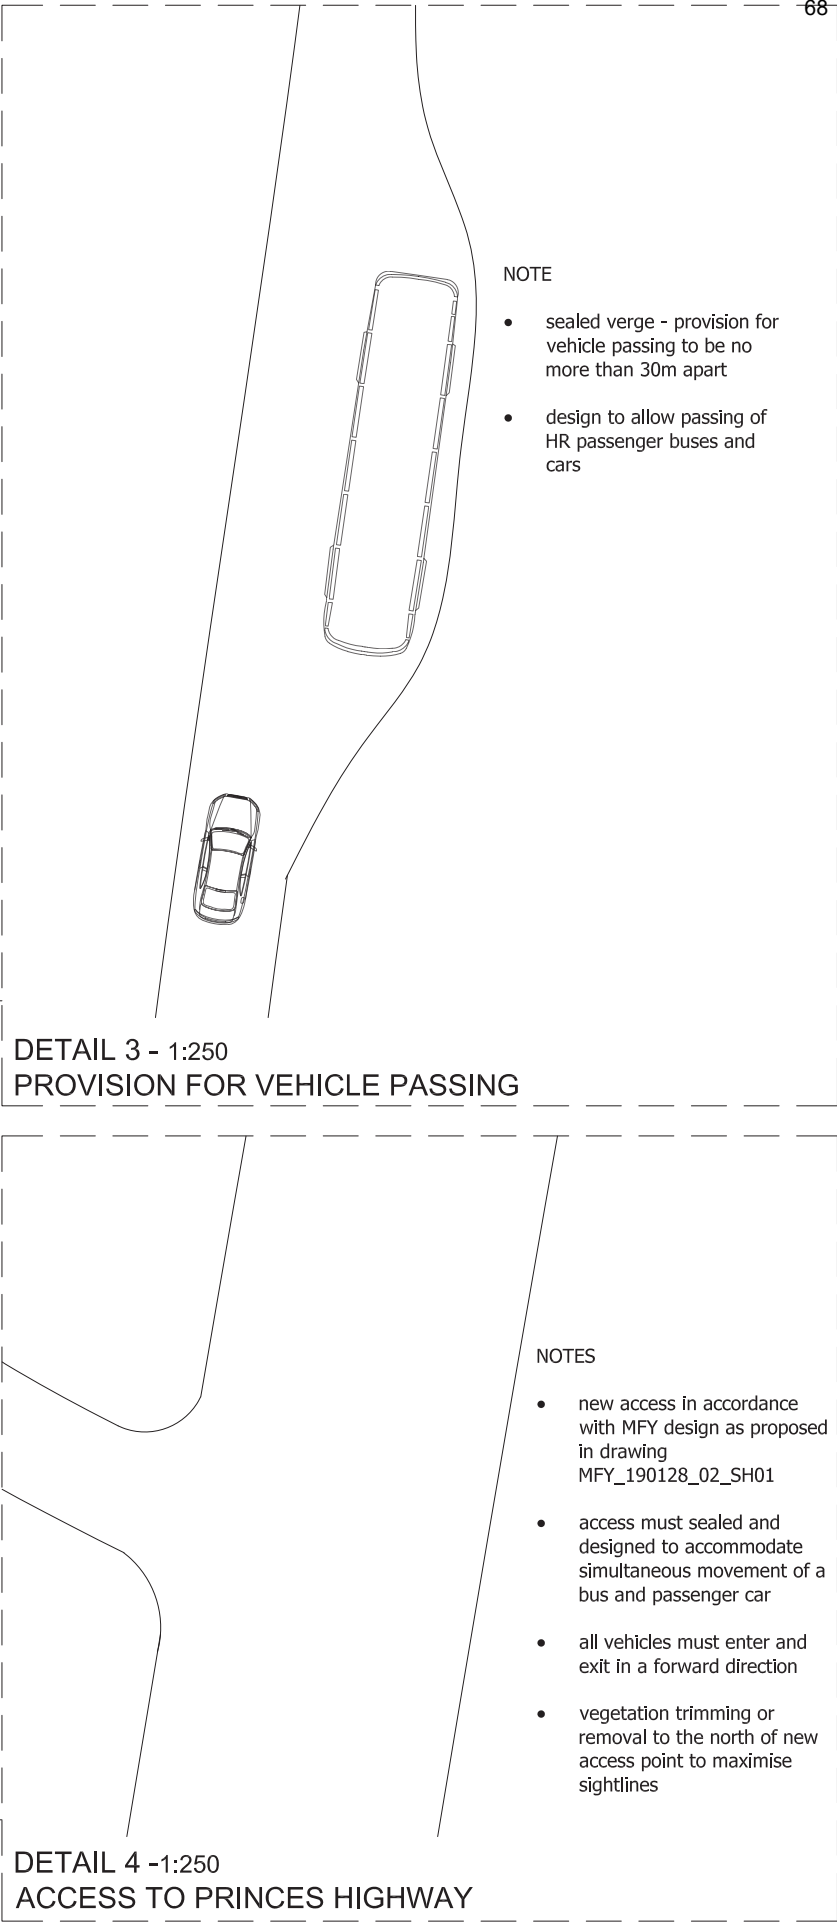 68
NOTE
• sealed verge - provision for
vehicle passing to be no
more than 30m apart
• design to allow passing of
HR passenger buses and
cars
DETAIL 3 - 1:250
PROVISION FOR VEHICLE PASSING
NOTES
• new access in accordance
with MFY design as proposed
in drawing
MFY_190128_02_SH01
• access must sealed and
designed to accommodate
simultaneous movement of a
bus and passenger car
• all vehicles must enter and
exit in a forward direction
• vegetation trimming or
removal to the north of new
access point to maximise
sightlines
DETAIL 4 -1:250
ACCESS TO PRINCES HIGHWAY